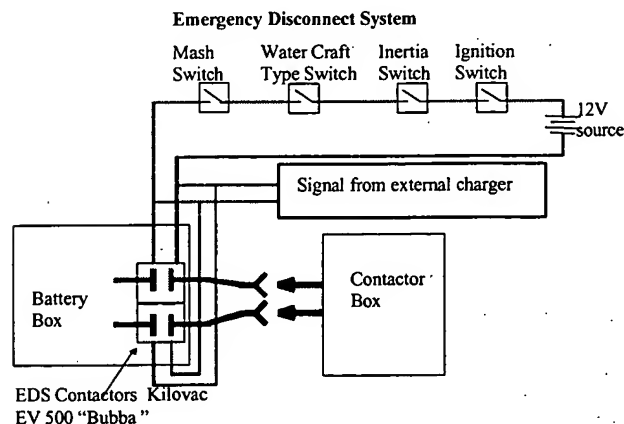 Emergency Disconnect System
Mash
Switch
Water Craft
Type Switch
Inertia
Switch
Ignition
Switch
12V
source
Signal from external charger
Battery
Box
Contactor
Box
EDS Contactors Kilovac
EV 500 "Bubba"